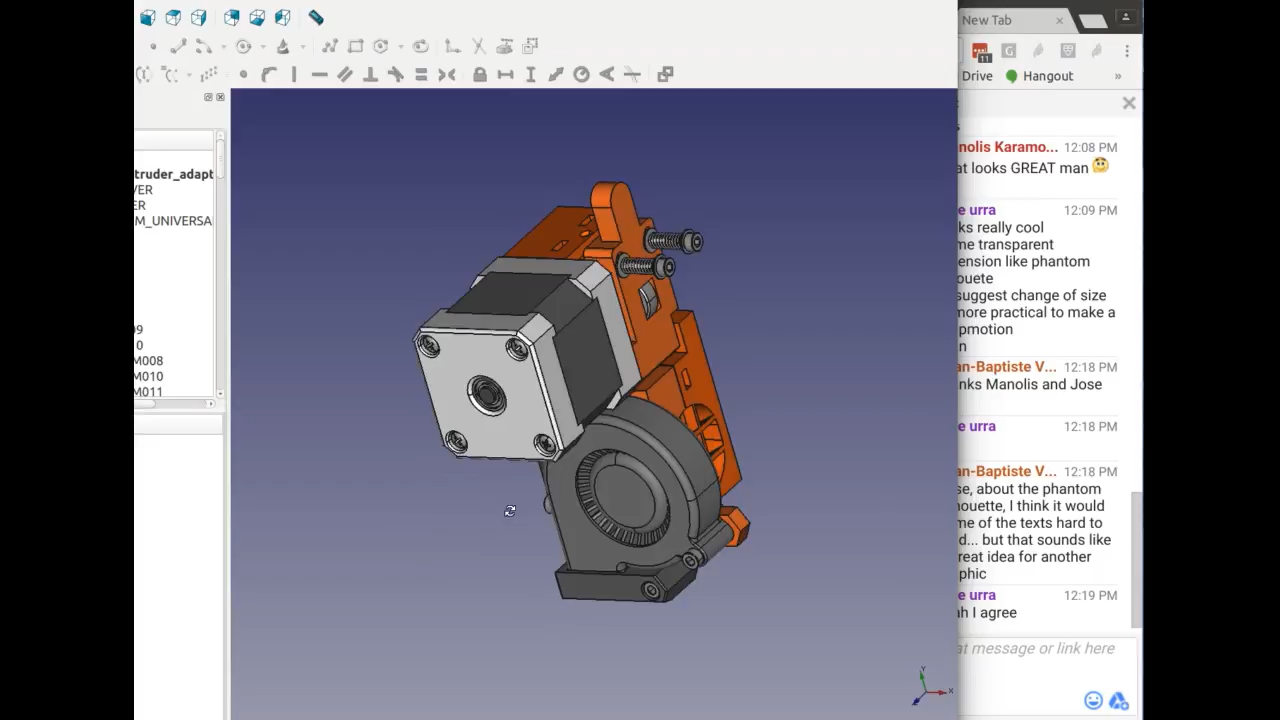 truder_adapt
VER
ER
M_UNIVERSA
09
0
M008
M010
M011
Y
X
New Tab
11
Drive
Hangout
»
s
nolis Karamo... 12:08 PM
at looks GREAT man
e urra 12:09 PM
ks really cool
me transparent
ension like phantom
ouete
suggest change of size
more practical to make a
pmotion
n
an-Baptiste V... 12:18 PM
nks Manolis and Jose
e urra 12:18 PM
an-Baptiste V... 12:18 PM
se, about the phantom
houette, I think it would
me of the texts hard to
d... but that sounds like
reat idea for another
phic
e urra 12:19 PM
h I agree
at message or link here